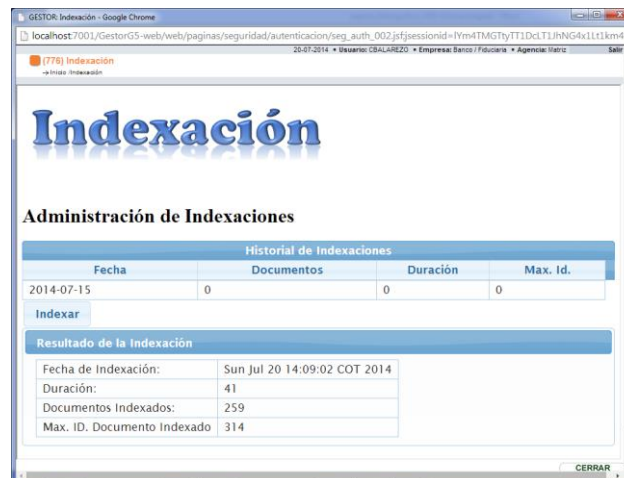 GESTOR: Indexación - Google Chrome
localhost:7001/GestorG5-web/web/paginas/seguridad/autenticacion/seg_auth_002.jsf;jsessionid=
20-07-2014 • Usuario: CBALAREZO • Empresa: Banco / Fiduciaria • Agencia: Matriz Salir
(776) Indexación
Inicio /Indexación
Indexación
Administración de Indexaciones
Historial de Indexaciones
Fecha Documentos Duración Max. Id.
2014-07-15 0 0 0
Indexar
Resultado de la Indexación
Fecha de Indexación: Sun Jul 20 14:09:02 COT 2014
Duración: 41
Documentos Indexados: 259
Max. ID. Documento Indexado 314
CERRAR